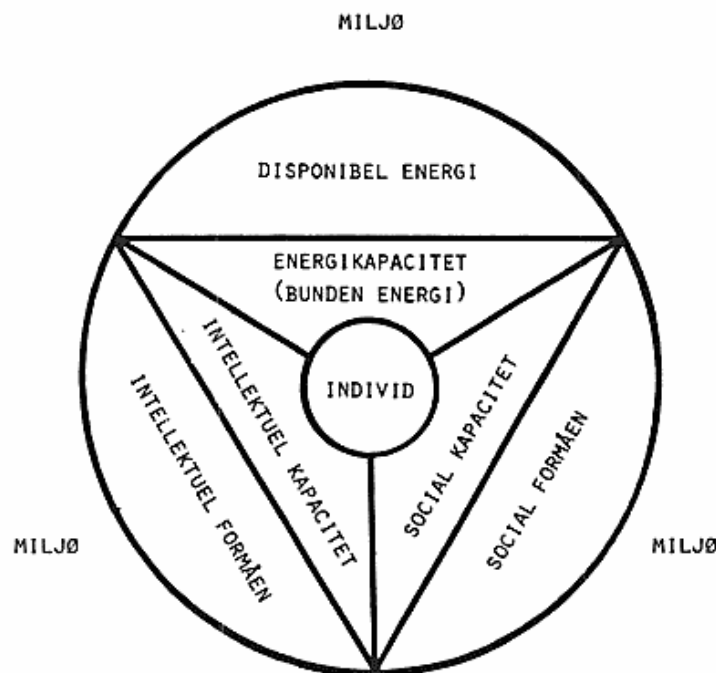 MILJØ
DISPONIBEL ENERGI
ENERGIKAPACITET
(BUNDEN ENERGI)
INTELLEKTUEL KAPACITET
INDIVID
SOCIAL KAPACITET
INTELLEKTUEL FORMÅEN
SOCIAL FORMÅEN
MILJØ
MILJØ